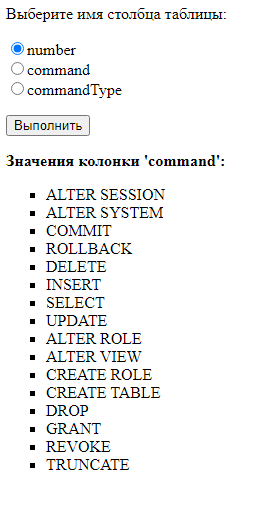 Выберите имя столбца таблицы:
number
command
commandType
Выполнить
Значения колонки 'command':
ALTER SESSION
ALTER SYSTEM
COMMIT
ROLLBACK
DELETE
INSERT
SELECT
UPDATE
ALTER ROLE
ALTER VIEW
CREATE ROLE
CREATE TABLE
DROP
GRANT
REVOKE
TRUNCATE